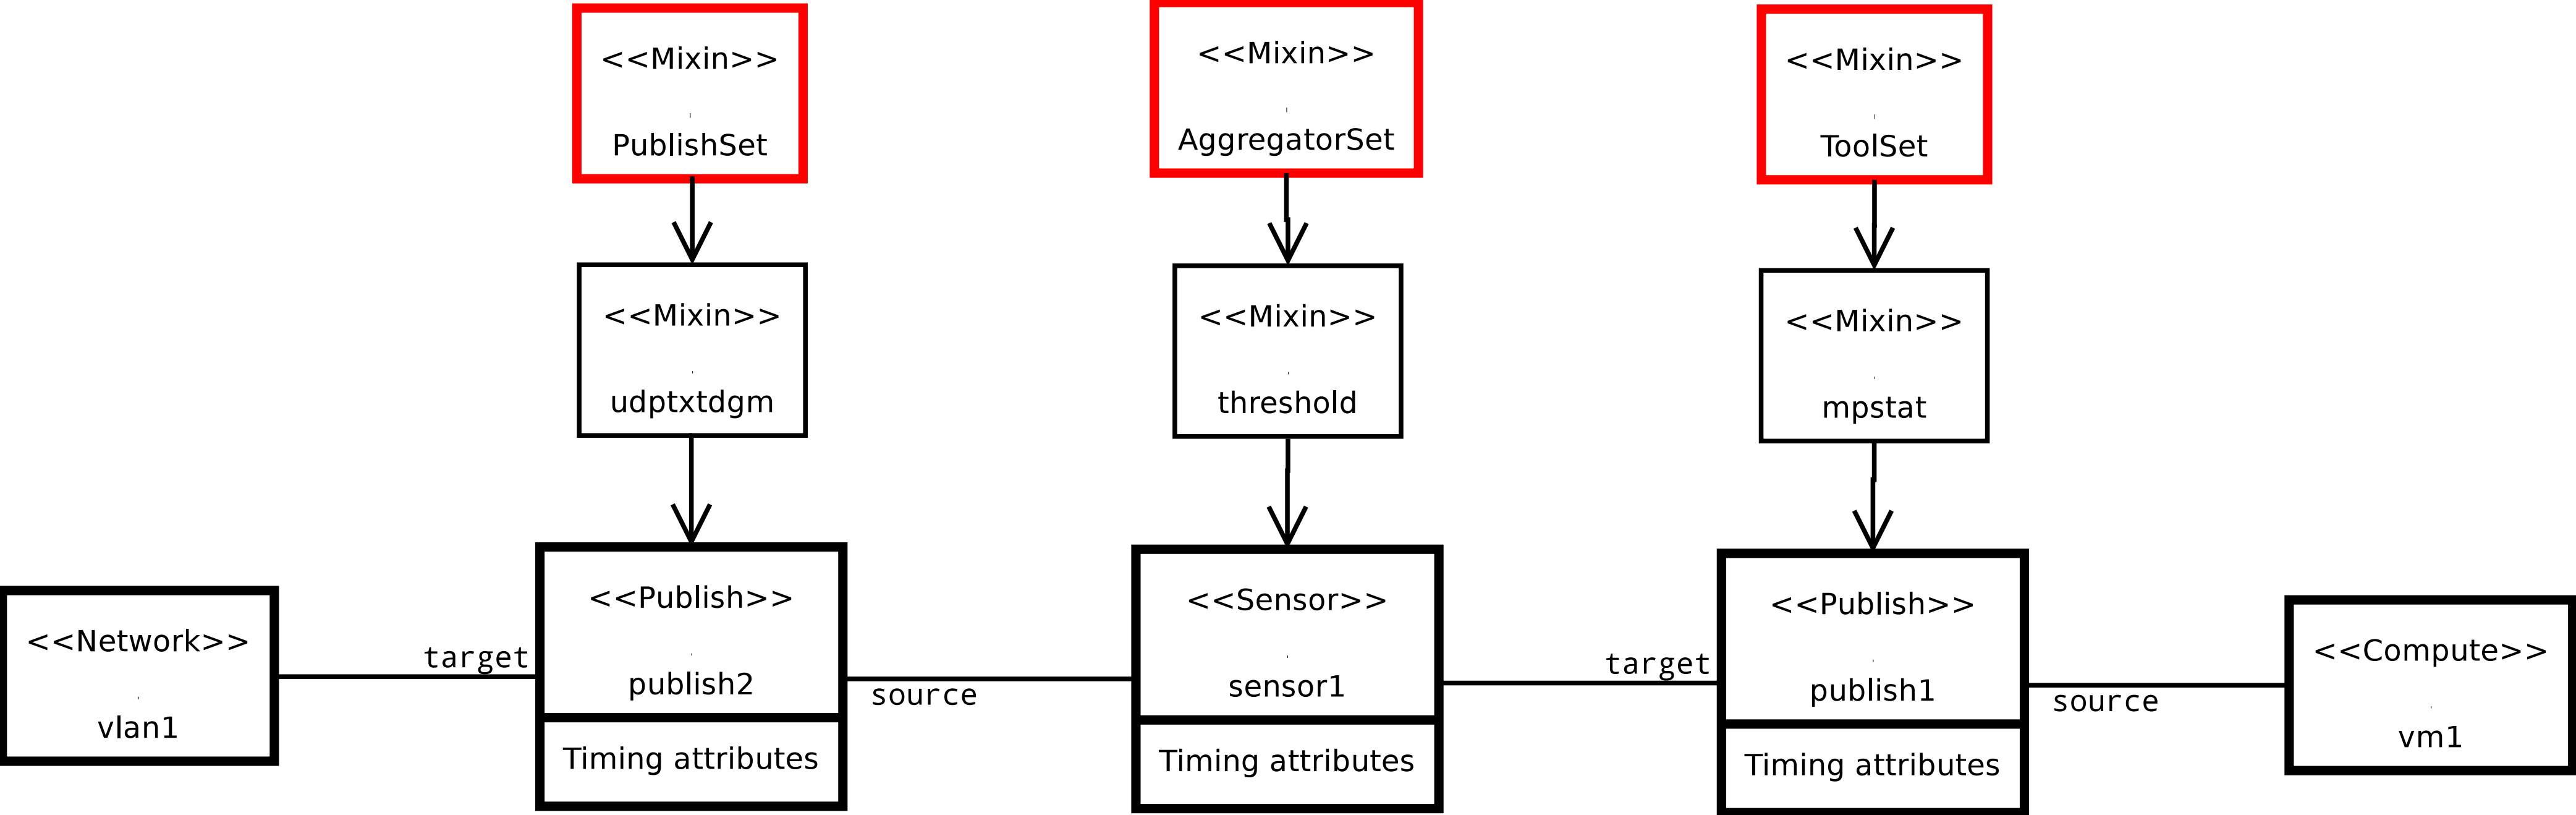 <<Mixin>>
PublishSet
<<Mixin>>
AggregatorSet
<<Mixin>>
ToolSet
<<Mixin>>
udptxtdgm
<<Mixin>>
threshold
<<Mixin>>
mpstat
<<Network>>
vlan1
target
<<Publish>>
publish2
Timing attributes
source
<<Sensor>>
sensor1
Timing attributes
target
<<Publish>>
publish1
Timing attributes
source
<<Compute>>
vm1